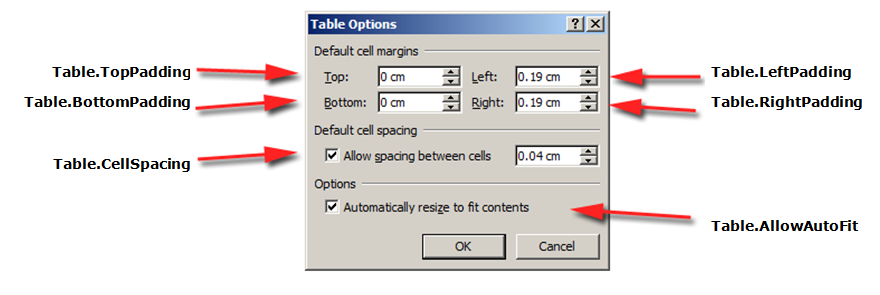 Table Options
Default cell margins
Table.TopPadding Top: 0 cm Left: 0.19 cm Table.LeftPadding
Table.BottomPadding Bottom: 0 cm Right: 0.19 cm Table.RightPadding
Default cell spacing
Table.CellSpacing Allow spacing between cells 0.04 cm
Options
Automatically resize to fit contents
Table.AllowAutoFit
OK Cancel